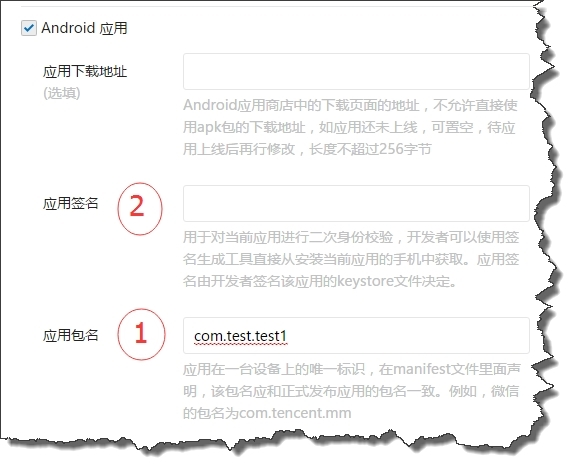 Android 应用
应用下载地址
(选填)
Android应用商店中的下载页面的地址，不允许直接使
用apk包的下载地址，如应用还未上线，可置空，待应
用上线后再行修改，长度不超过256字节
应用签名
2
用于对当前应用进行二次身份校验，开发者可以使用签
名生成工具直接从安装当前应用的手机中获取。应用签
名由开发者签名该应用的keystore文件决定。
应用包名
1
com.test.test1
应用在一台设备上的唯一标识，在manifest文件里面声
明，该包名应和正式发布应用的包名一致。例如，微信
的包名为com.tencent.mm